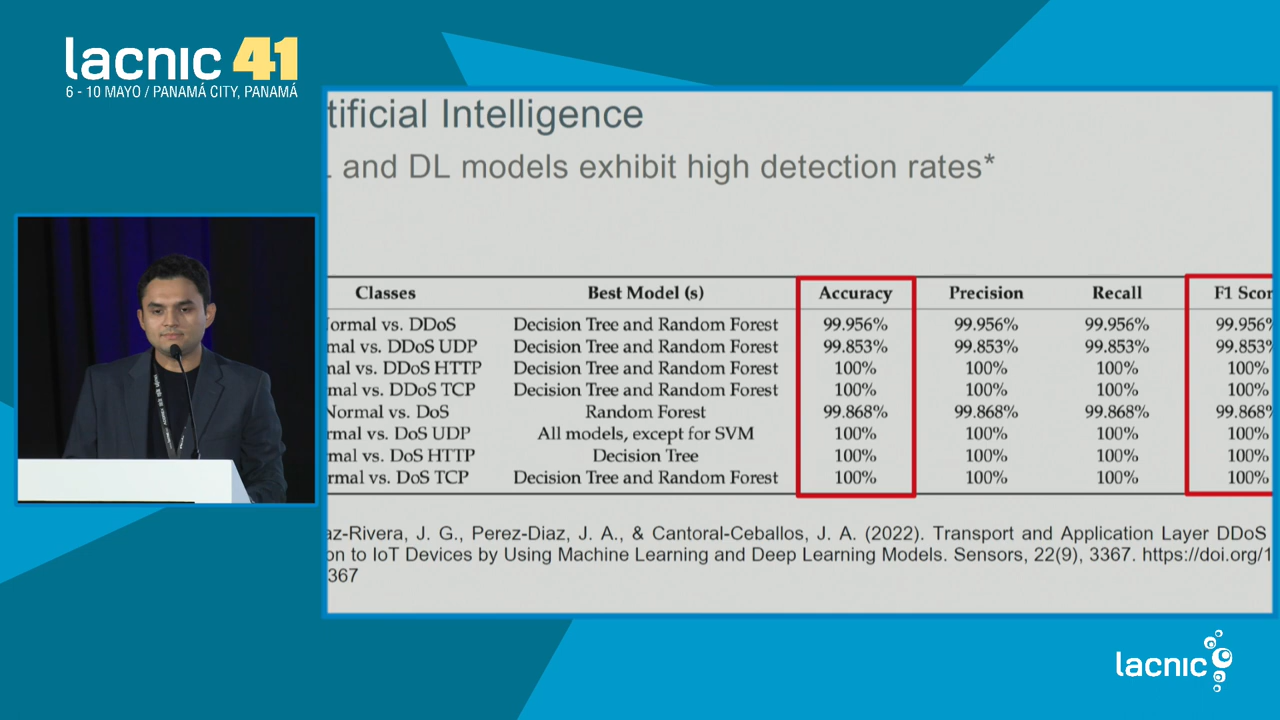 lacnic 41
6 - 10 MAYO / PANAMÁ CITY, PANAMÁ
tificial Intelligence
and DL models exhibit high detection rates*
Classes Best Model (s) Accuracy Precision Recall F1 Scor
ormal vs. DDoS Decision Tree and Random Forest 99.956% 99.956% 99.956% 99.956%
mal vs. DDoS UDP Decision Tree and Random Forest 99.853% 99.853% 99.853% 99.853%
nal vs. DDoS HTTP Decision Tree and Random Forest 100% 100% 100% 100%
mal vs. DDoS TCP Decision Tree and Random Forest 100% 100% 100% 100%
Normal vs. DoS Random Forest 99.868% 99.868% 99.868% 99.868%
rmal vs. DoS UDP All models, except for SVM 100% 100% 100% 100%
rmal vs. DoS HTTP Decision Tree 100% 100% 100% 100%
rmal vs. DoS TCP Decision Tree and Random Forest 100% 100% 100% 100%
az-Rivera, J. G., Perez-Diaz, J. A., & Cantoral-Ceballos, J. A. (2022). Transport and Application Layer DDoS
on to IoT Devices by Using Machine Learning and Deep Learning Models. Sensors, 22(9), 3367. https://doi.org/1
367
lacnic